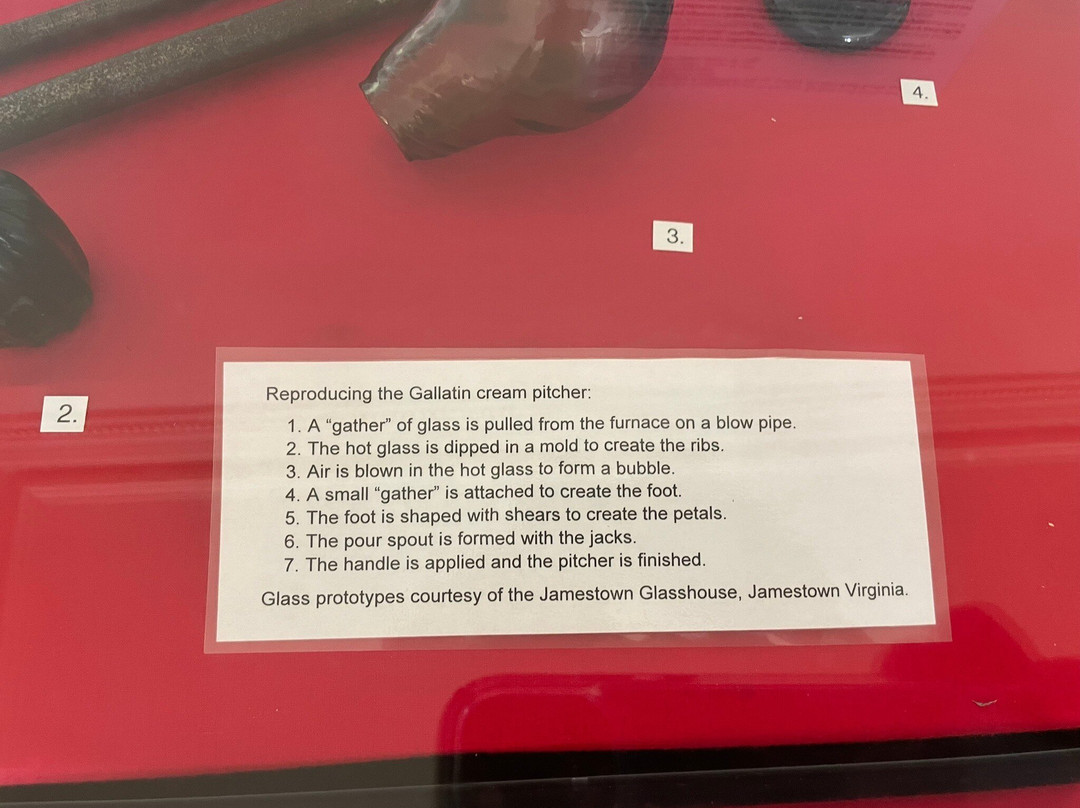 4.
3.
2.
Reproducing the Gallatin cream pitcher:
1. A “gather” of glass is pulled from the furnace on a blow pipe.
2. The hot glass is dipped in a mold to create the ribs.
3. Air is blown in the hot glass to form a bubble.
4. A small “gather” is attached to create the foot.
5. The foot is shaped with shears to create the petals.
6. The pour spout is formed with the jacks.
7. The handle is applied and the pitcher is finished.
Glass prototypes courtesy of the Jamestown Glasshouse, Jamestown Virginia.